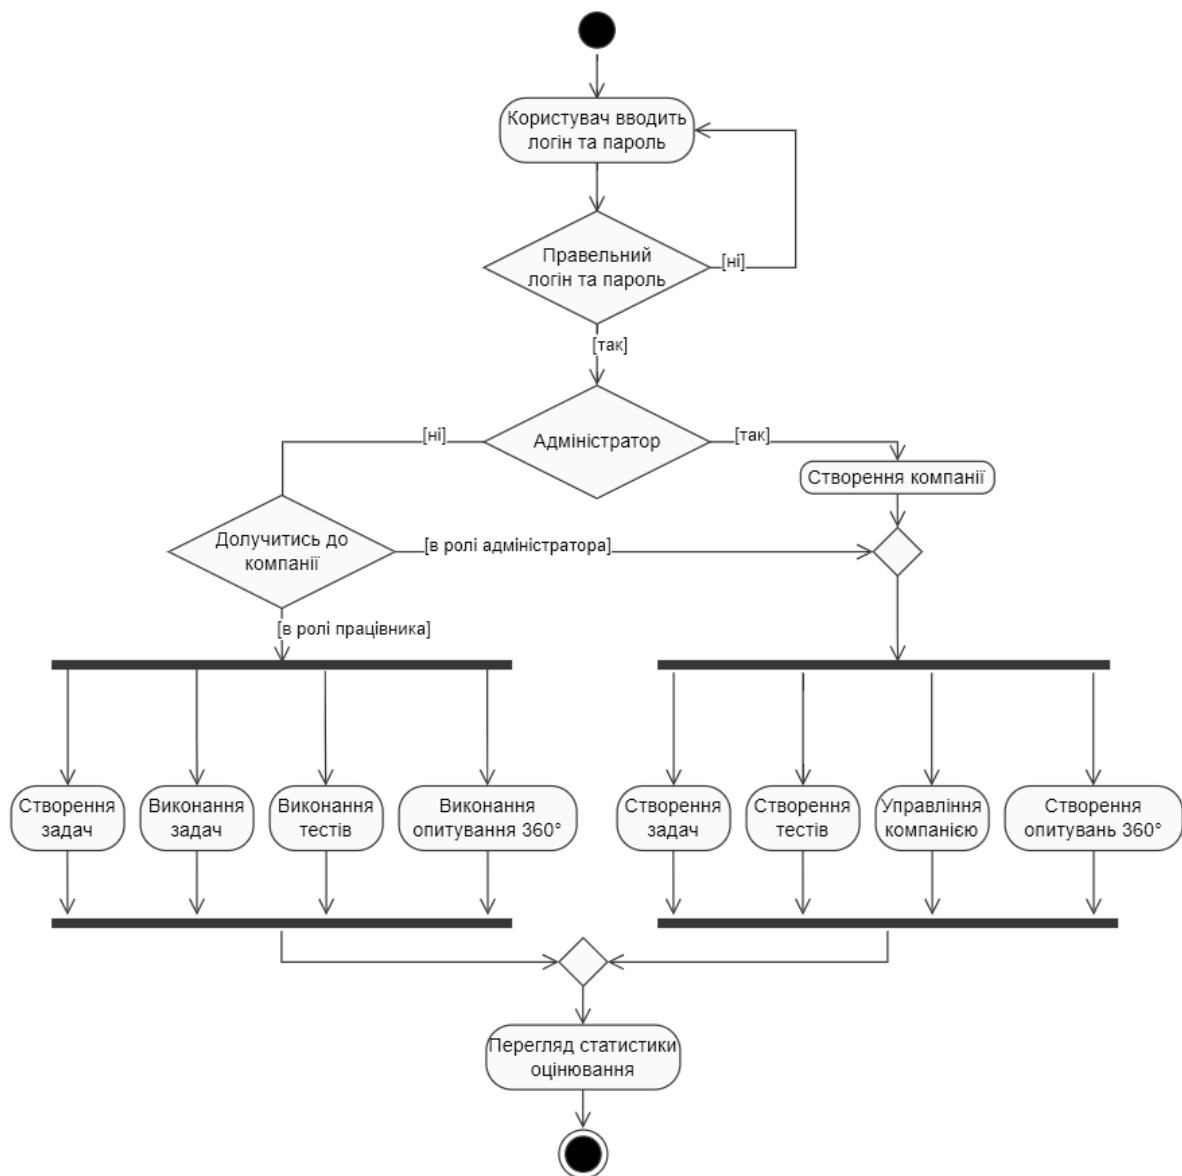 Користувач вводить
логін та пароль
Правельний
логін та пароль
[ні]
[так]
[ні]
Адміністратор
[так]
Створення компанії
Долучитись до
компанії
[в ролі адміністратора]
[в ролі працівника]
Створення
задач
Виконання
задач
Виконання
тестів
Виконання
опитування 360°
Створення
задач
Створення
тестів
Управління
компанією
Створення
опитувань 360°
Перегляд статистики
оцінювання